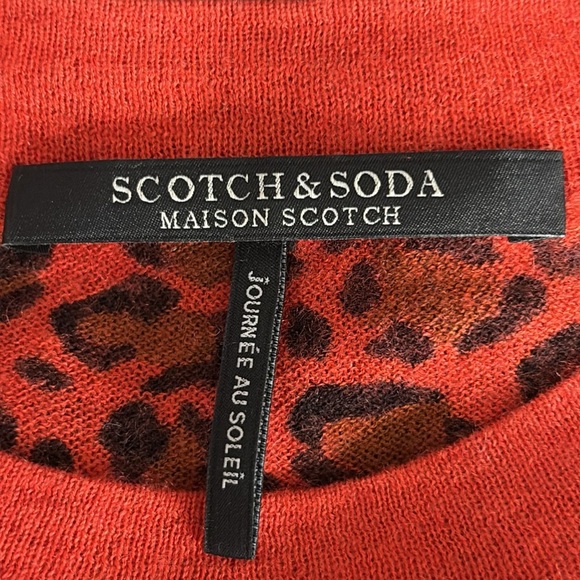 SCOTCH & SODA
MAISON SCOTCH
JOURNÉE AU SOLEIL